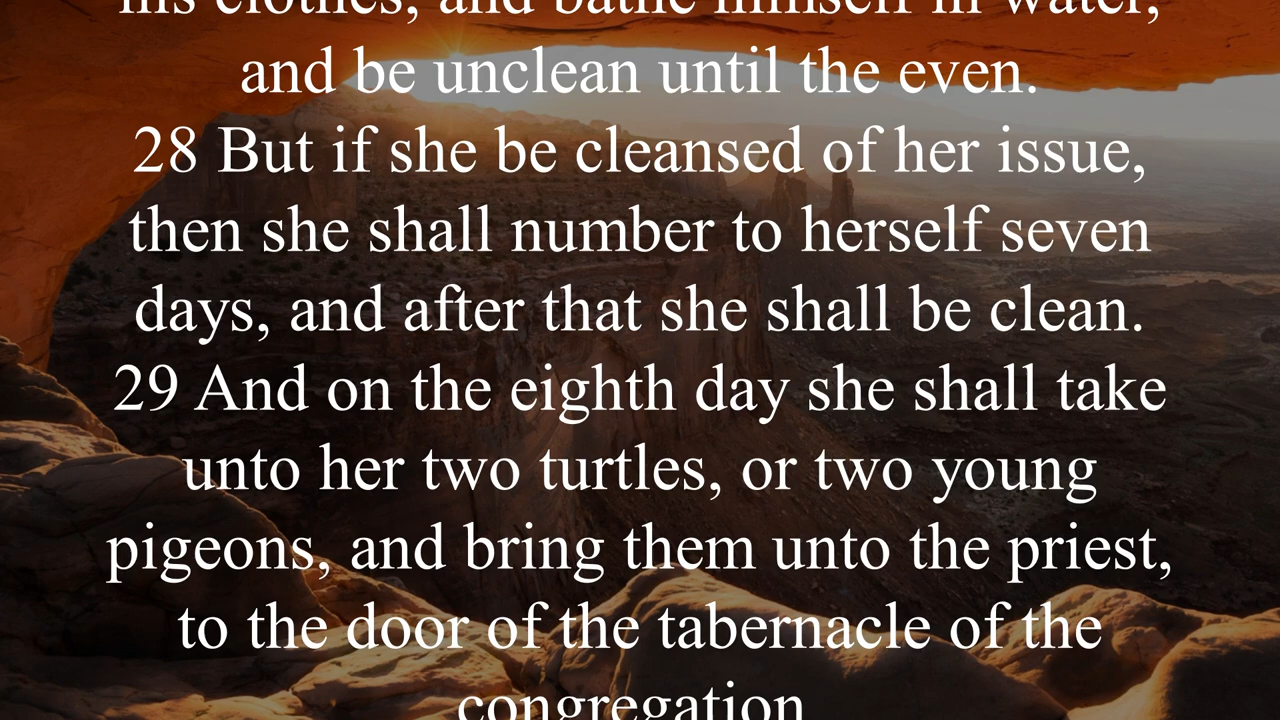 his clothes, and bathe himself in water,
and be unclean until the even.
28 But if she be cleansed of her issue,
then she shall number to herself seven
days, and after that she shall be clean.
29 And on the eighth day she shall take
unto her two turtles, or two young
pigeons, and bring them unto the priest,
to the door of the tabernacle of the
congregation